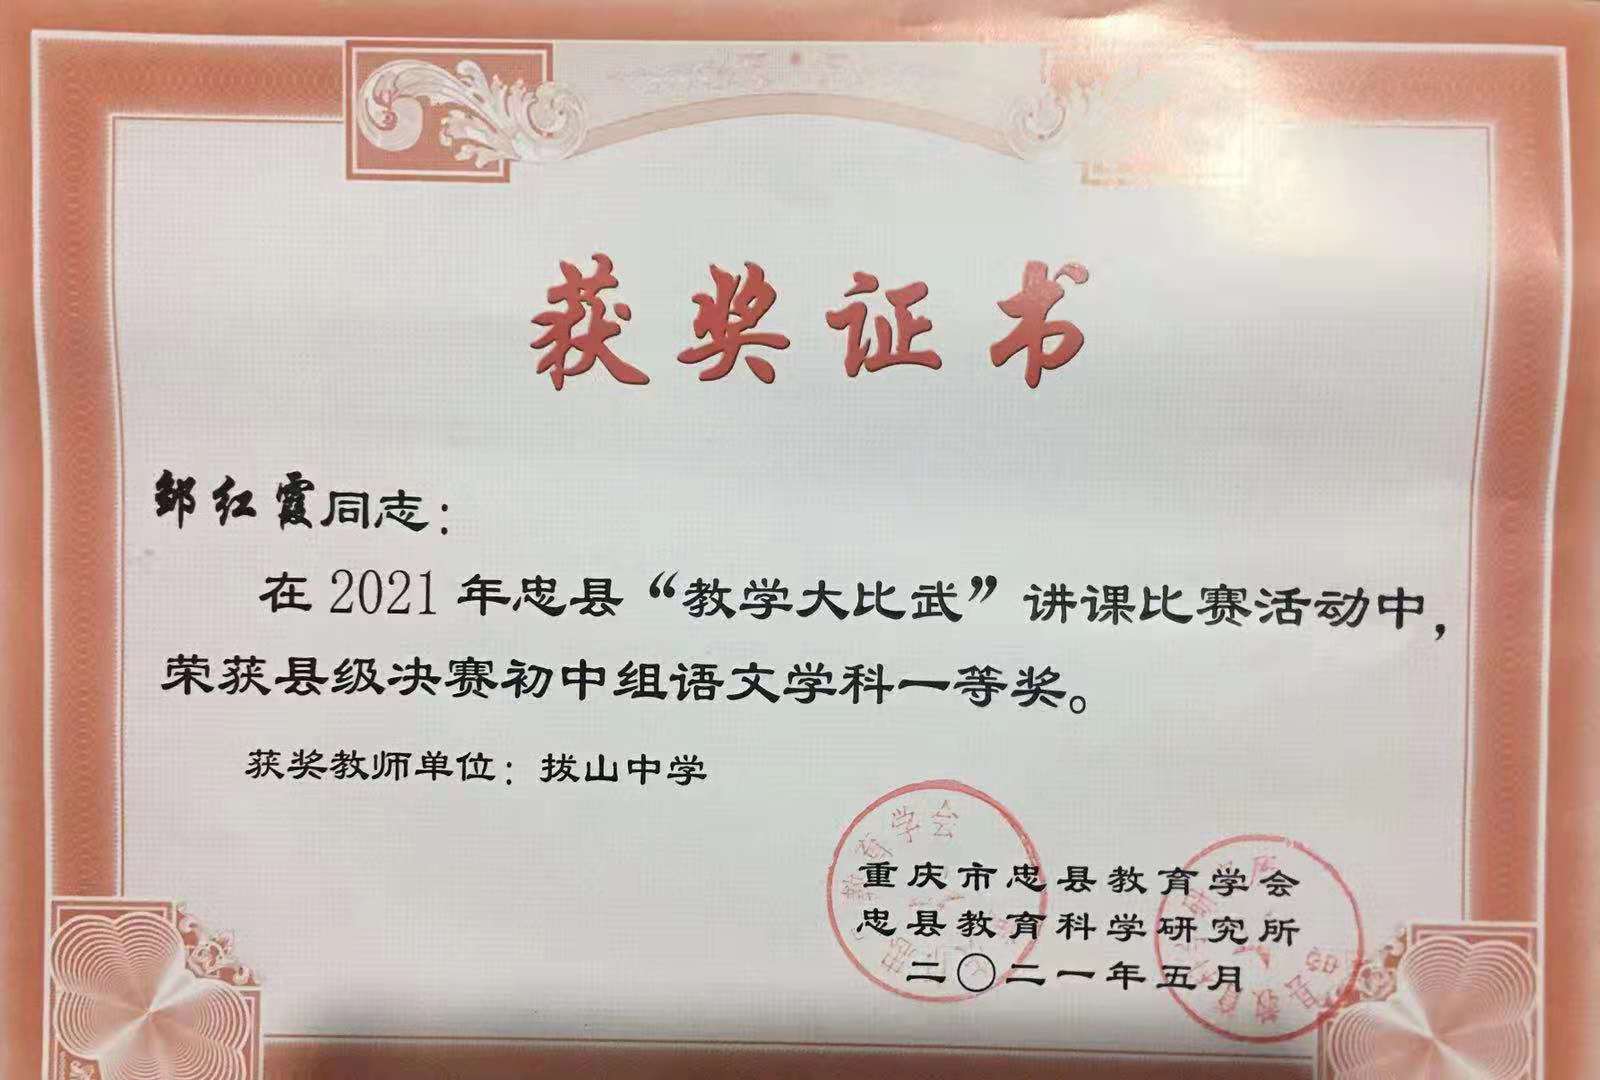 获奖证书
邹红霞同志：
在2021年忠县“教学大比武”讲课比赛活动中，
荣获县级决赛初中组语文学科一等奖。
获奖教师单位：拔山中学
重庆市忠县教育学会
忠县教育科学研究所
二〇二一年五月